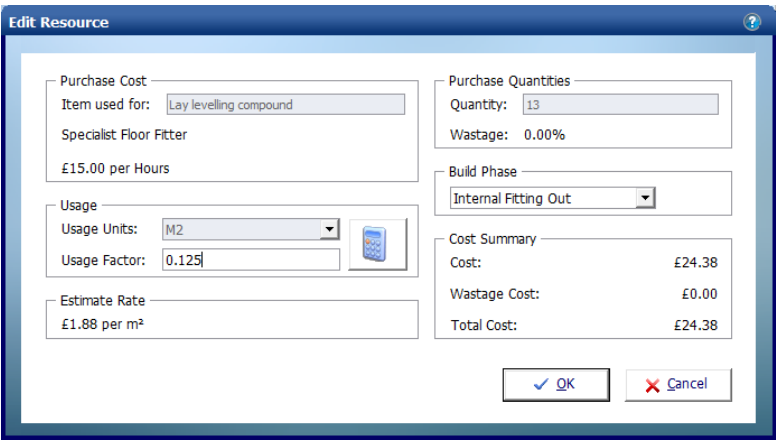 Edit Resource
?
Purchase Cost
Item used for: Lay levelling compound
Specialist Floor Fitter
£15.00 per Hours
Usage
Usage Units: M2
Usage Factor: 0.125
Estimate Rate
£1.88 per m²
Purchase Quantities
Quantity: 13
Wastage: 0.00%
Build Phase
Internal Fitting Out
Cost Summary
Cost: £24.38
Wastage Cost: £0.00
Total Cost: £24.38
OK
Cancel